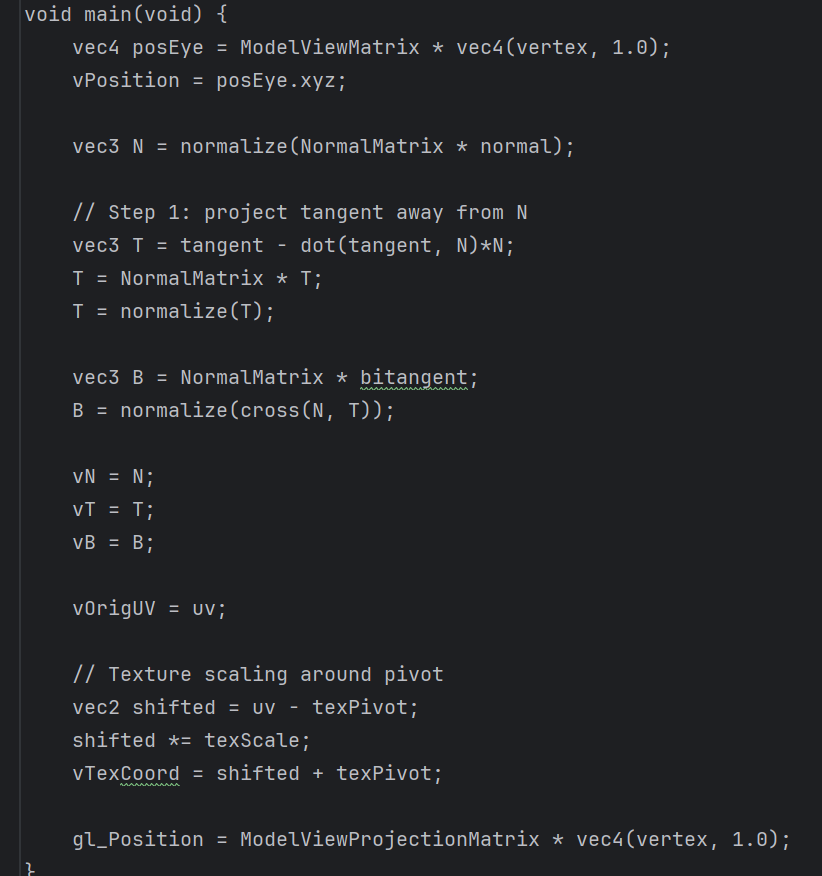 void main(void) {
    vec4 posEye = ModelViewMatrix * vec4(vertex, 1.0);
    vPosition = posEye.xyz;

    vec3 N = normalize(NormalMatrix * normal);

    // Step 1: project tangent away from N
    vec3 T = tangent - dot(tangent, N)*N;
    T = NormalMatrix * T;
    T = normalize(T);

    vec3 B = NormalMatrix * bitangent;
    B = normalize(cross(N, T));

    vN = N;
    vT = T;
    vB = B;

    vOrigUV = uv;

    // Texture scaling around pivot
    vec2 shifted = uv - texPivot;
    shifted *= texScale;
    vTexCoord = shifted + texPivot;

    gl_Position = ModelViewProjectionMatrix * vec4(vertex, 1.0);
}